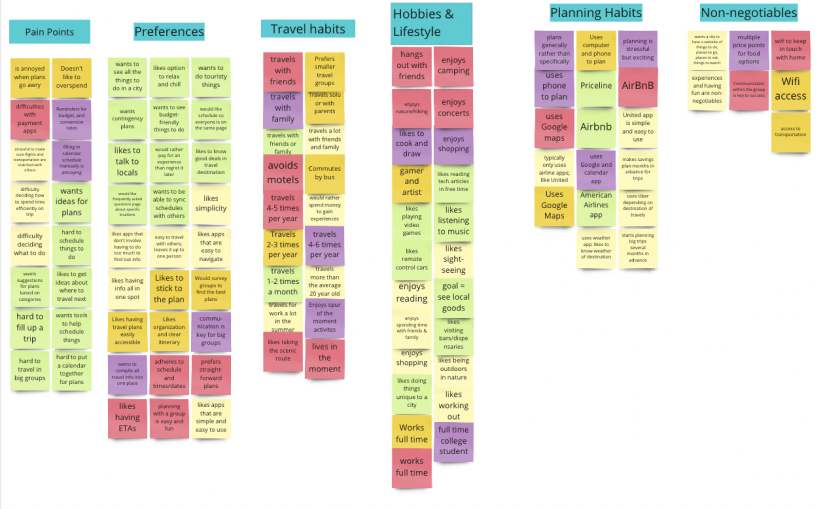 Pain Points
is annoyed
when plans
go awry
Doesn't
like to
overspend
difficulties
with
payment
apps
Reminders for
budget, and
conversion
rates
stressful to make
sure flights and
transportation are
matched with
others
filling in
calendar
schedule
manually is
annoying
difficulty
deciding how
to spend time
efficiently on
trip
wants
ideas for
plans
difficulty
deciding
what to do
hard to
schedule
things to
do
wants
suggestions
for plans
based on
categories
likes to get
ideas about
where to
travel next
hard to
fill up a
trip
wants tools
to help
schedule
things
hard to
travel in
big groups
hard to put
a calendar
together
for plans
Preferences
wants to
see all the
things to
do in a city
likes option
to relax
and chill
wants to
do touristy
things
wants
contingency
plans
wants to see
budget-
friendly
things to do
would like
schedule so
everyone is on
the same page
likes to
talk to
locals
would rather
pay for an
experience
than regret it
later
likes to know
good deals in
travel
destination
would like
frequently asked
questions page
about specific
locations
wants to be
able to sync
schedules
with others
likes
simplicity
likes apps that
don't involve
having to do
too much to
find out info
easy to travel
with others,
leaves it up to
one person
likes apps
that are
easy to
navigate
likes having
info all in
one spot
Likes to
stick to
the plan
Would survey
groups to
find the best
plans
Likes having
travel plans
easily
accessible
Likes
organization
and clear
itinerary
commu-
nication is
key for big
groups
wants to
compile all
travel info into
one place
adheres to
schedule
and
times/dates
prefers
straight-
forward
plans
likes
having
ETAs
planning
with a group
is easy and
fun
likes apps
that are
simple and
easy to use
Travel habits
travels
with
friends
Prefers
smaller
travel
groups
travels
with
family
Travels solo
or with
parents
travels with
friends or
family
travels a lot
with friends
and family
avoids
motels
Commutes
by bus
travels
4-5 times
per year
would rather
spend money to
gain
experiences
Travels
2-3 times
per year
travels
4-6 times
per year
travels
1-2 times
a month
travels
more than
the average
20 year old
travels for
work a lot
in the
summer
Enjoys spur
of the
moment
activites
likes taking
the scenic
route
lives in
the
moment
Hobbies &
Lifestyle
hangs
out with
friends
enjoys
camping
enjoys
nature/hiking
enjoys
concerts
likes to
cook and
draw
enjoys
shopping
gamer
and
artist
likes reading
tech articles
in free time
likes
playing
video
games
likes
listening
to music
likes
remote
control cars
likes
sight-
seeing
enjoys
reading
goal =
see local
goods
enjoys
spending time
with friends &
family
likes
visiting
bars/dispe
nsaries
enjoys
shopping
likes being
outdoors
in nature
likes doing
things
unique to a
city
likes
working
out
Works
full time
full time
college
student
works
full time
Planning Habits
plans
generally
rather than
specifically
Uses
computer
and phone
to plan
planning is
stressful
but exciting
uses
phone
to plan
Priceline
AirBnB
uses
Google
maps
Airbnb
United app
is simple
and easy to
use
typically
only uses
airline apps;
like United
uses
Google and
calendar
app
makes savings
plan months in
advance for
trips
Uses
Google
Maps
American
Airlines
app
uses Uber
depending on
destination of
travels
uses weather
app, likes to
know weather
of destination
starts planning
big trips
several
months in
advance
Non-negotiables
things to
do, places to go,
places to eat,
things to watch
multiple
price points
for food
options
wifi to keep
in touch
with home
experiences
and having
fun are non-
negotiables
Communication
within the group
is key to success
Wifi
access
access to
transportation